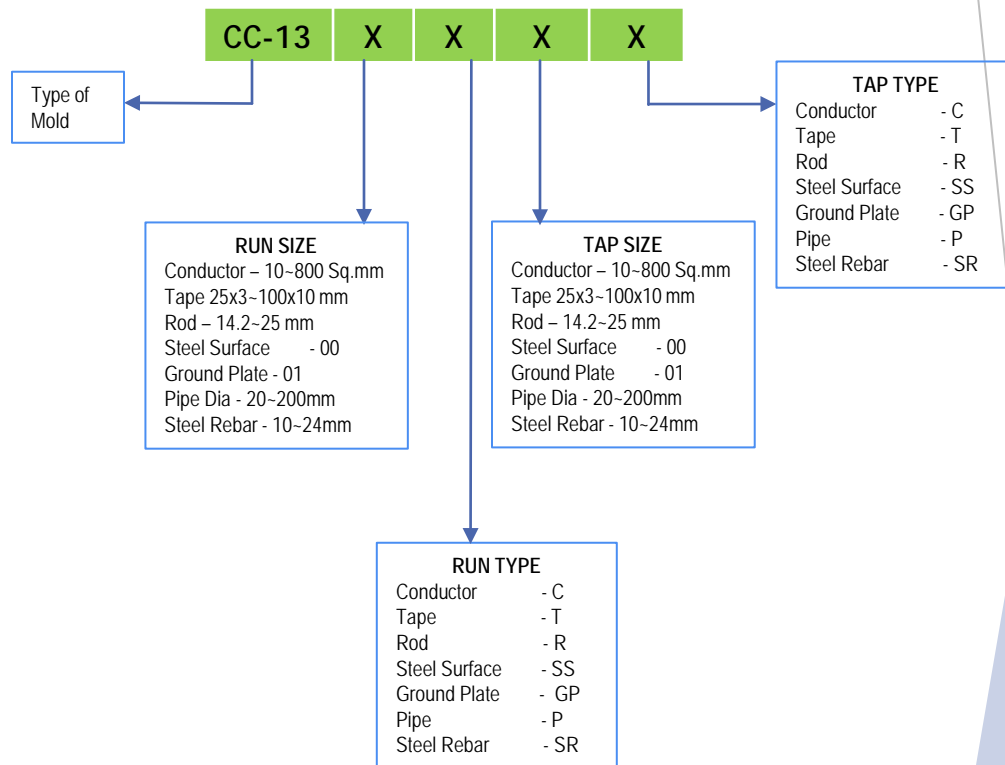 CC-13 X X X X
Type of
Mold
TAP TYPE
Conductor - C
Tape - T
Rod - R
Steel Surface - SS
Ground Plate - GP
Pipe - P
Steel Rebar - SR
RUN SIZE
Conductor – 10~800 Sq.mm
Tape 25x3~100x10 mm
Rod – 14.2~25 mm
Steel Surface - 00
Ground Plate - 01
Pipe Dia - 20~200mm
Steel Rebar - 10~24mm
TAP SIZE
Conductor – 10~800 Sq.mm
Tape 25x3~100x10 mm
Rod – 14.2~25 mm
Steel Surface - 00
Ground Plate - 01
Pipe Dia - 20~200mm
Steel Rebar - 10~24mm
RUN TYPE
Conductor - C
Tape - T
Rod - R
Steel Surface - SS
Ground Plate - GP
Pipe - P
Steel Rebar - SR